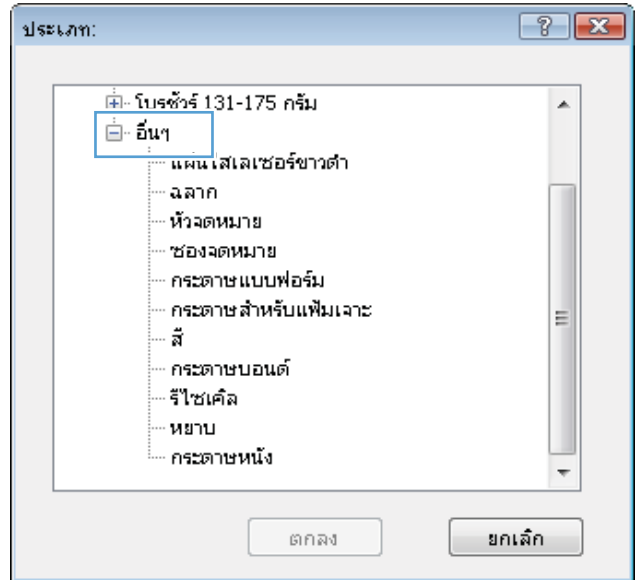 ประเภท:
โบรชัวร์ 131-175 กรัม
อื่นๆ
แผ่นใสเลเซอร์ขาวดำ
ฉลาก
หัวจดหมาย
ซองจดหมาย
กระดาษแบบฟอร์ม
กระดาษสำหรับแฟ้มเจาะ
สี
กระดาษบอนด์
รีไซเคิล
หยาบ
กระดาษหนัง
ตกลง ยกเลิก